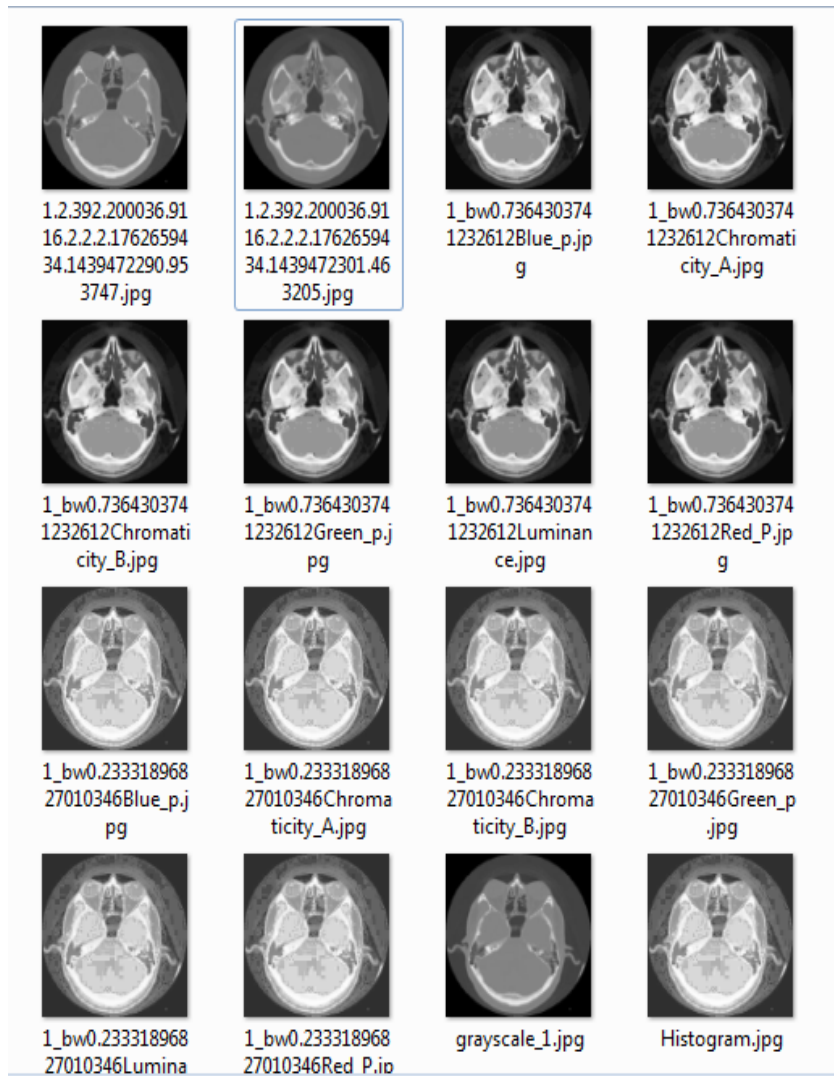 1.2.392.200036.91
16.2.2.2.17626594
34.1439472290.95
3747.jpg
1.2.392.200036.91
16.2.2.2.17626594
34.1439472301.46
3205.jpg
1_bw0.736430374
1232612Blue_p.jp
g
1_bw0.736430374
1232612Chromati
city_A.jpg
1_bw0.736430374
1232612Chromati
city_B.jpg
1_bw0.736430374
1232612Green_p.j
pg
1_bw0.736430374
1232612Luminan
ce.jpg
1_bw0.736430374
1232612Red_P.jp
g
1_bw0.233318968
27010346Blue_p.j
pg
1_bw0.233318968
27010346Chroma
ticity_A.jpg
1_bw0.233318968
27010346Chroma
ticity_B.jpg
1_bw0.233318968
27010346Green_p
.jpg
1_bw0.233318968
27010346Lumina
1_bw0.233318968
27010346Red_P.jp
grayscale_1.jpg
Histogram.jpg